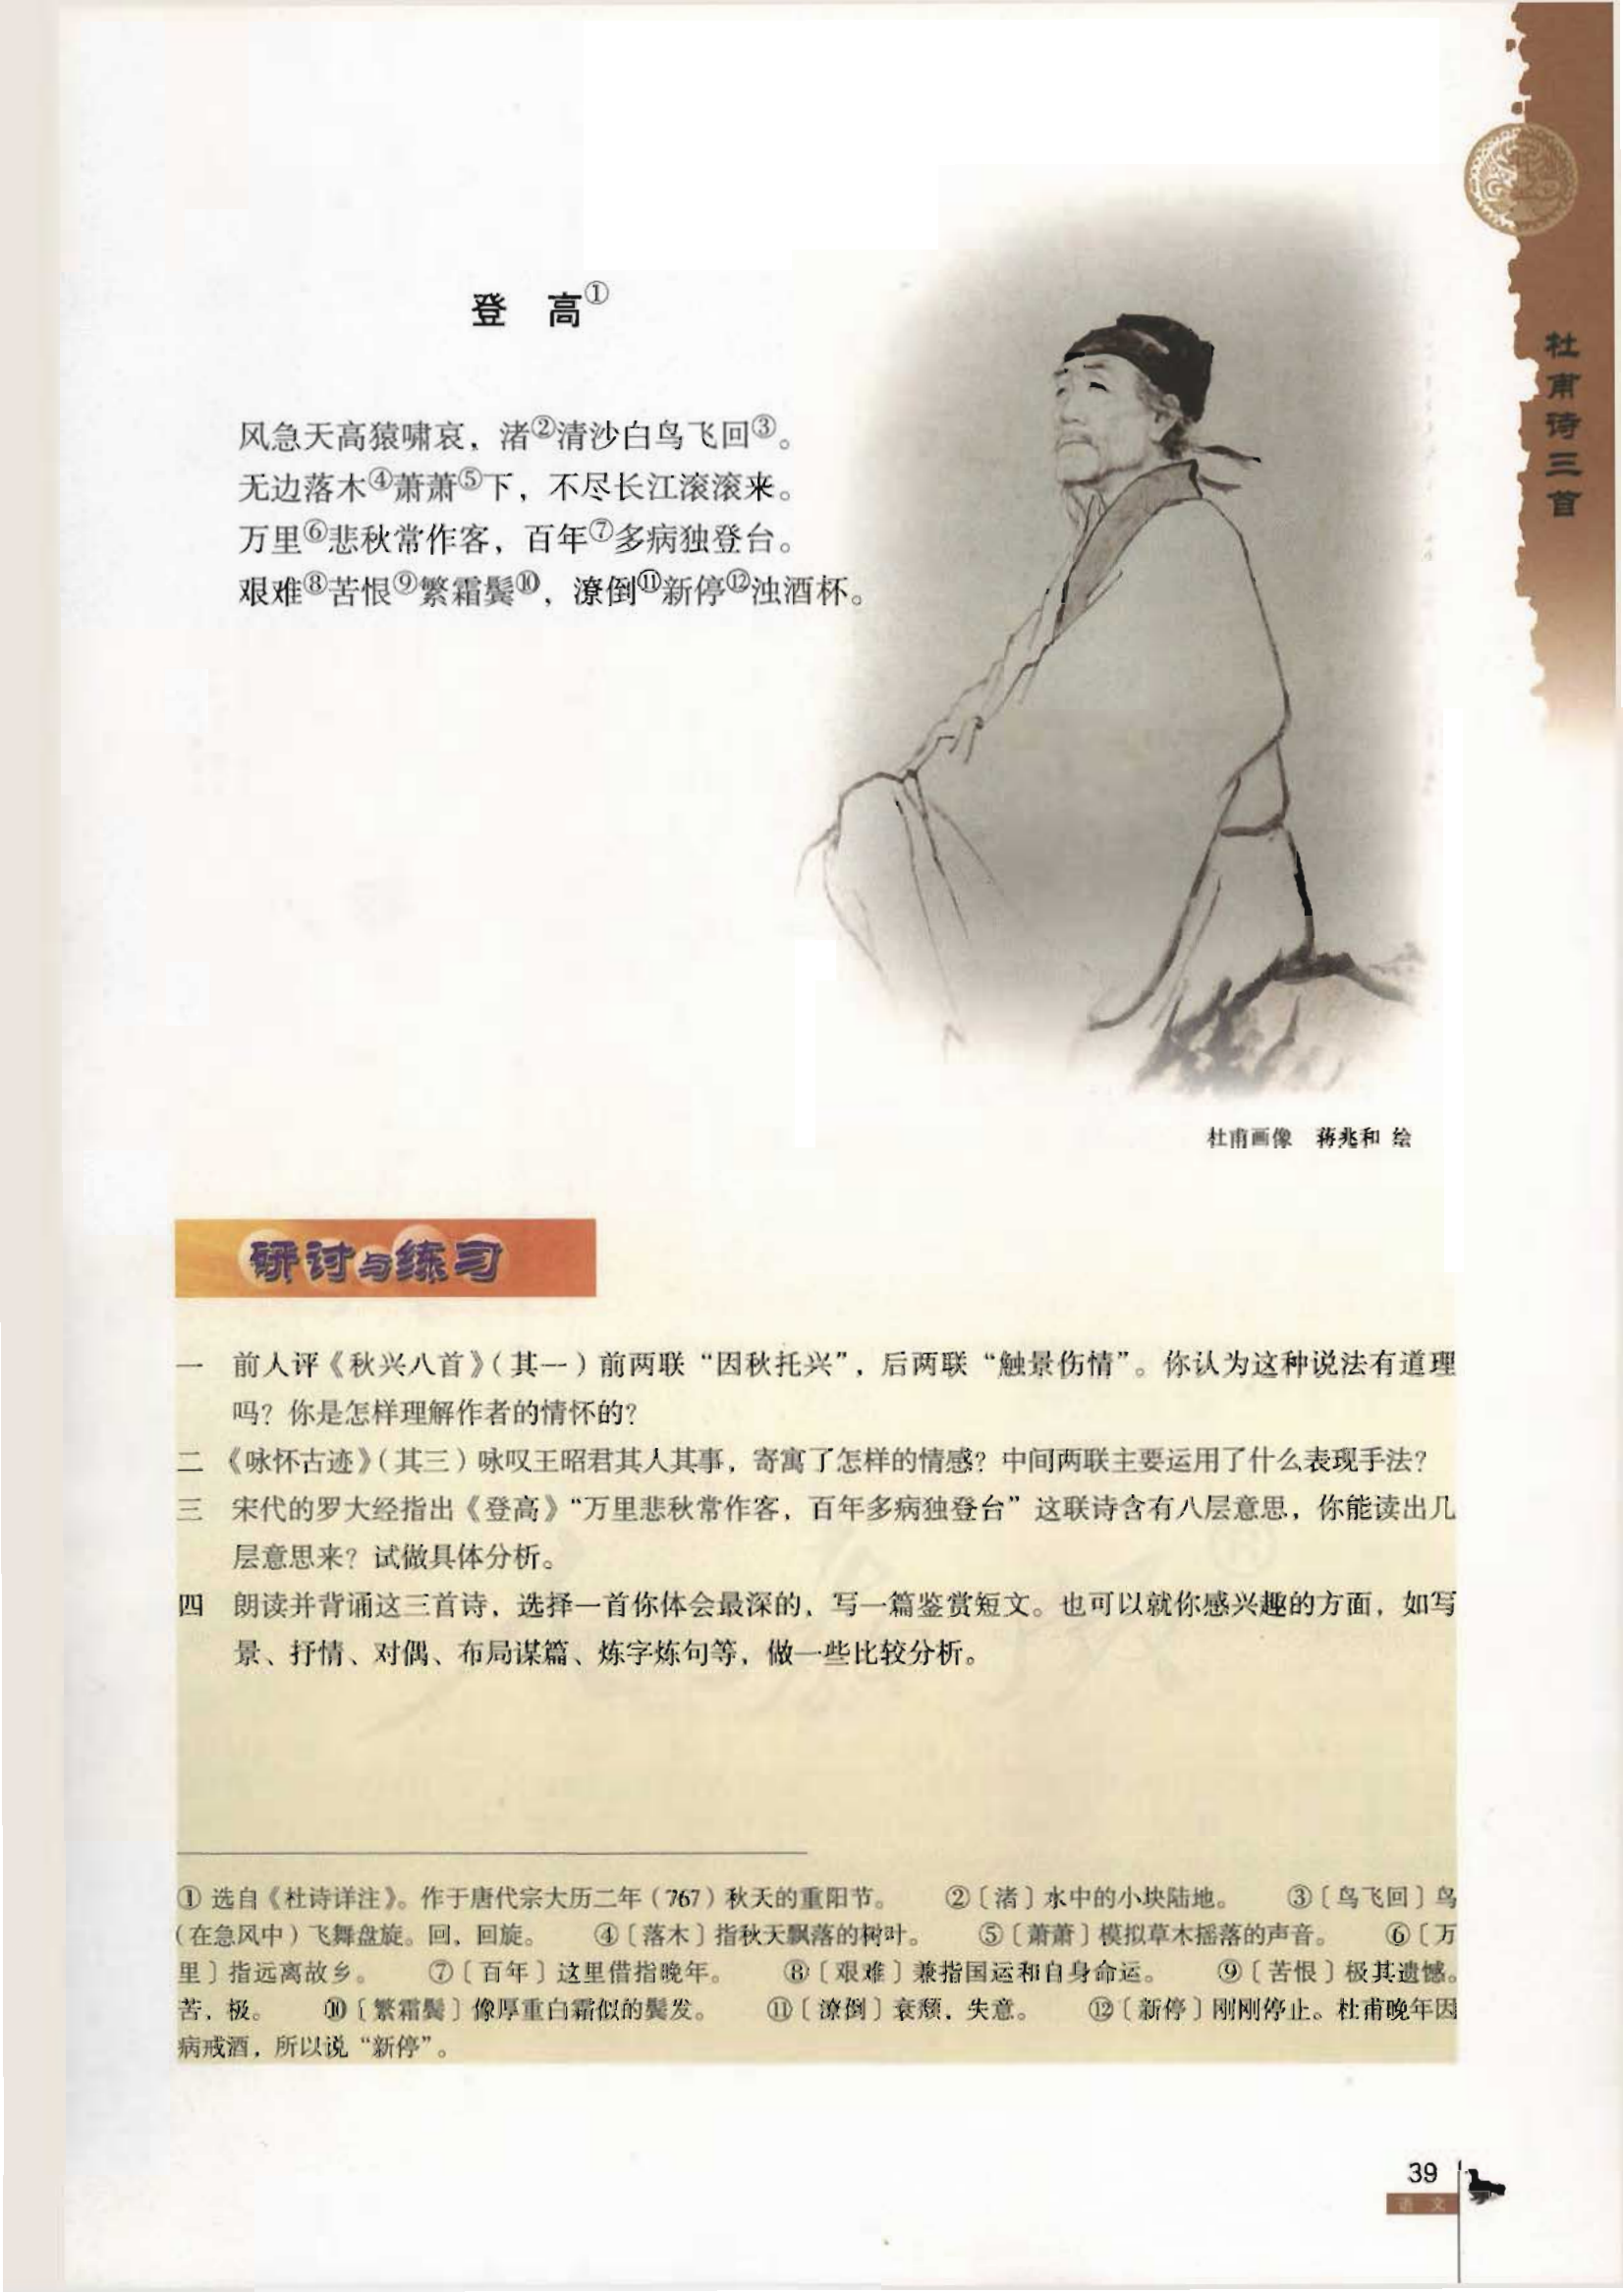 登 高①
风急天高猿啸哀，渚②清沙白鸟飞回③。
无边落木④萧萧⑤下，不尽长江滚滚来。
万里⑥悲秋常作客，百年⑦多病独登台。
艰难⑧苦恨⑨繁霜鬓⑩，潦倒⑪新停⑫浊酒杯。
杜甫诗三首
杜甫画像 蒋兆和 绘
研讨与练习
一 前人评《秋兴八首》（其一）前两联“因秋托兴”，后两联“触景伤情”。你认为这种说法有道理
吗？你是怎样理解作者的情怀的？
二 《咏怀古迹》（其三）咏叹王昭君其人其事，寄寓了怎样的情感？中间两联主要运用了什么表现手法？
三 宋代的罗大经指出《登高》“万里悲秋常作客，百年多病独登台”这联诗含有八层意思，你能读出几
层意思来？试做具体分析。
四 朗读并背诵这三首诗，选择一首你体会最深的，写一篇鉴赏短文。也可以就你感兴趣的方面，如写
景、抒情、对偶、布局谋篇、炼字炼句等，做一些比较分析。
① 选自《杜诗详注》。作于唐代宗大历二年（767）秋天的重阳节。 ②〔渚〕水中的小块陆地。 ③〔鸟飞回〕鸟
（在急风中）飞舞盘旋。回，回旋。 ④〔落木〕指秋天飘落的树叶。 ⑤〔萧萧〕模拟草木摇落的声音。 ⑥〔万
里〕指远离故乡。 ⑦〔百年〕这里借指晚年。 ⑧〔艰难〕兼指国运和自身命运。 ⑨〔苦恨〕极其遗憾。
苦，极。 ⑩〔繁霜鬓〕像厚重白霜似的鬓发。 ⑪〔潦倒〕衰颓，失意。 ⑫〔新停〕刚刚停止。杜甫晚年因
病戒酒，所以说“新停”。
39
语 文